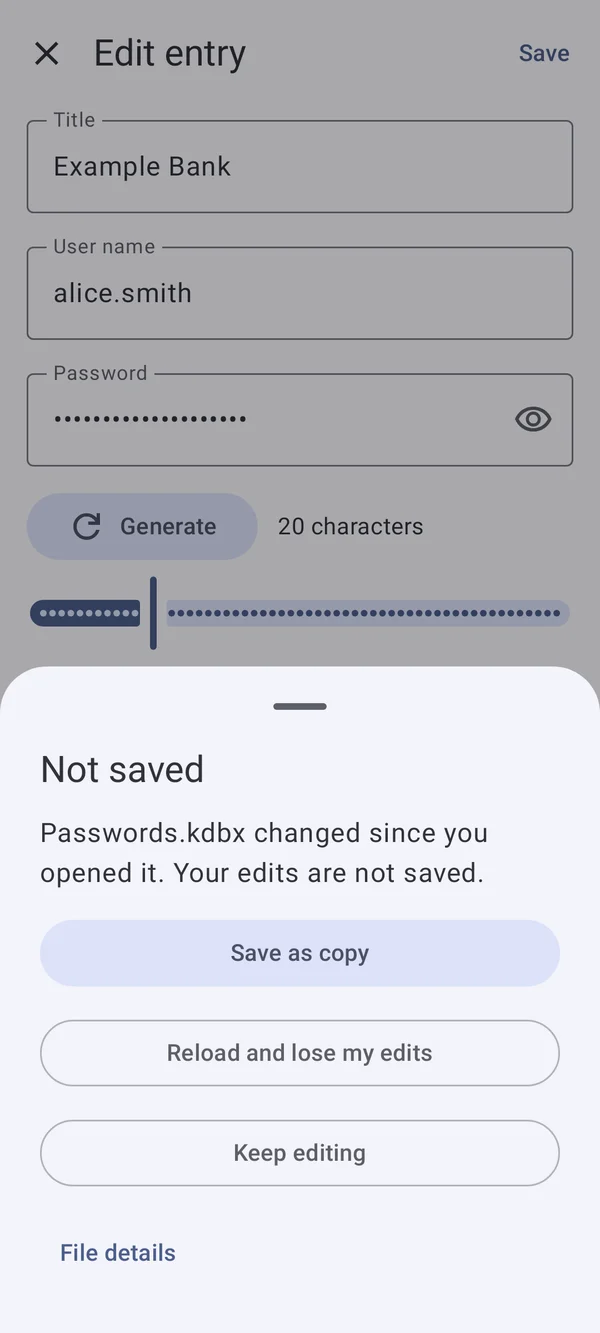 Edit entry
Save
Title
Example Bank
User name
alice.smith
Password
••••••••••••••••••••
Generate
20 characters
Not saved
Passwords.kdbx changed since you
opened it. Your edits are not saved.
Save as copy
Reload and lose my edits
Keep editing
File details